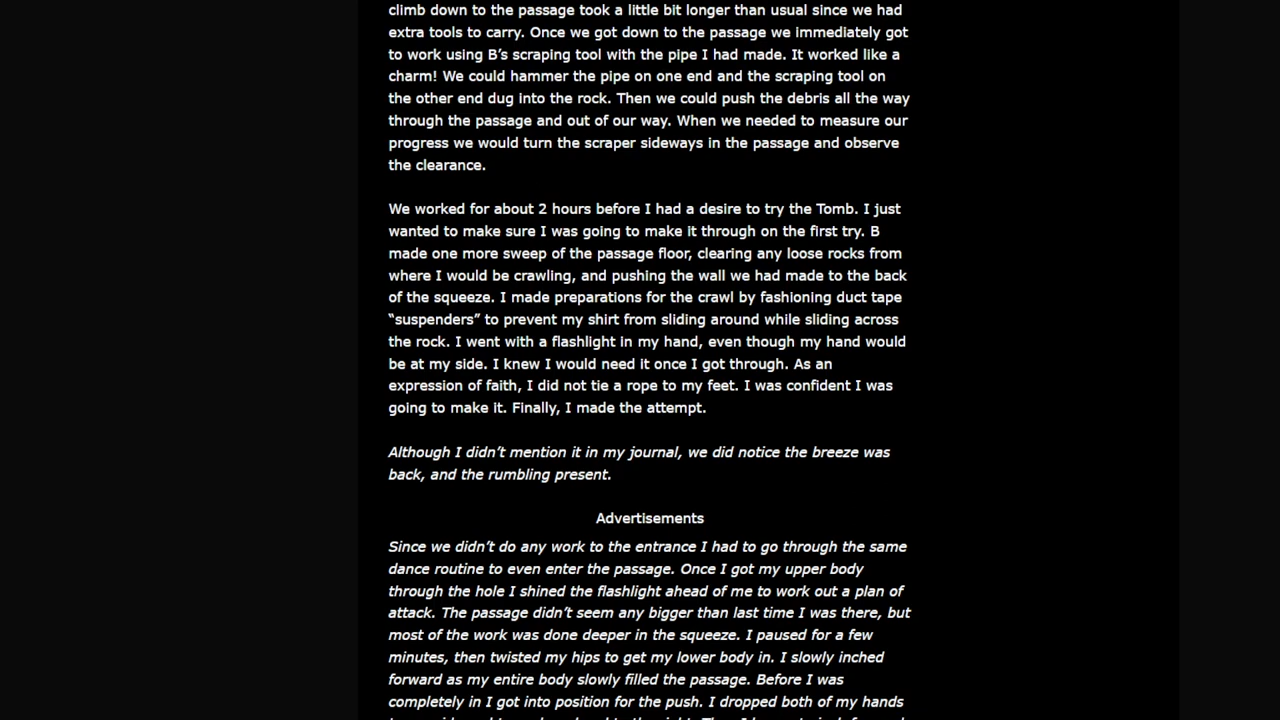 climb down to the passage took a little bit longer than usual since we had
extra tools to carry. Once we got down to the passage we immediately got
to work using B’s scraping tool with the pipe I had made. It worked like a
charm! We could hammer the pipe on one end and the scraping tool on
the other end dug into the rock. Then we could push the debris all the way
through the passage and out of our way. When we needed to measure our
progress we would turn the scraper sideways in the passage and observe
the clearance.
We worked for about 2 hours before I had a desire to try the Tomb. I just
wanted to make sure I was going to make it through on the first try. B
made one more sweep of the passage floor, clearing any loose rocks from
where I would be crawling, and pushing the wall we had made to the back
of the squeeze. I made preparations for the crawl by fashioning duct tape
“suspenders” to prevent my shirt from sliding around while sliding across
the rock. I went with a flashlight in my hand, even though my hand would
be at my side. I knew I would need it once I got through. As an
expression of faith, I did not tie a rope to my feet. I was confident I was
going to make it. Finally, I made the attempt.
Although I didn’t mention it in my journal, we did notice the breeze was
back, and the rumbling present.
Advertisements
Since we didn’t do any work to the entrance I had to go through the same
dance routine to even enter the passage. Once I got my upper body
through the hole I shined the flashlight ahead of me to work out a plan of
attack. The passage didn’t seem any bigger than last time I was there, but
most of the work was done deeper in the squeeze. I paused for a few
minutes, then twisted my hips to get my lower body in. I slowly inched
forward as my entire body slowly filled the passage. Before I was
completely in I got into position for the push. I dropped both of my hands